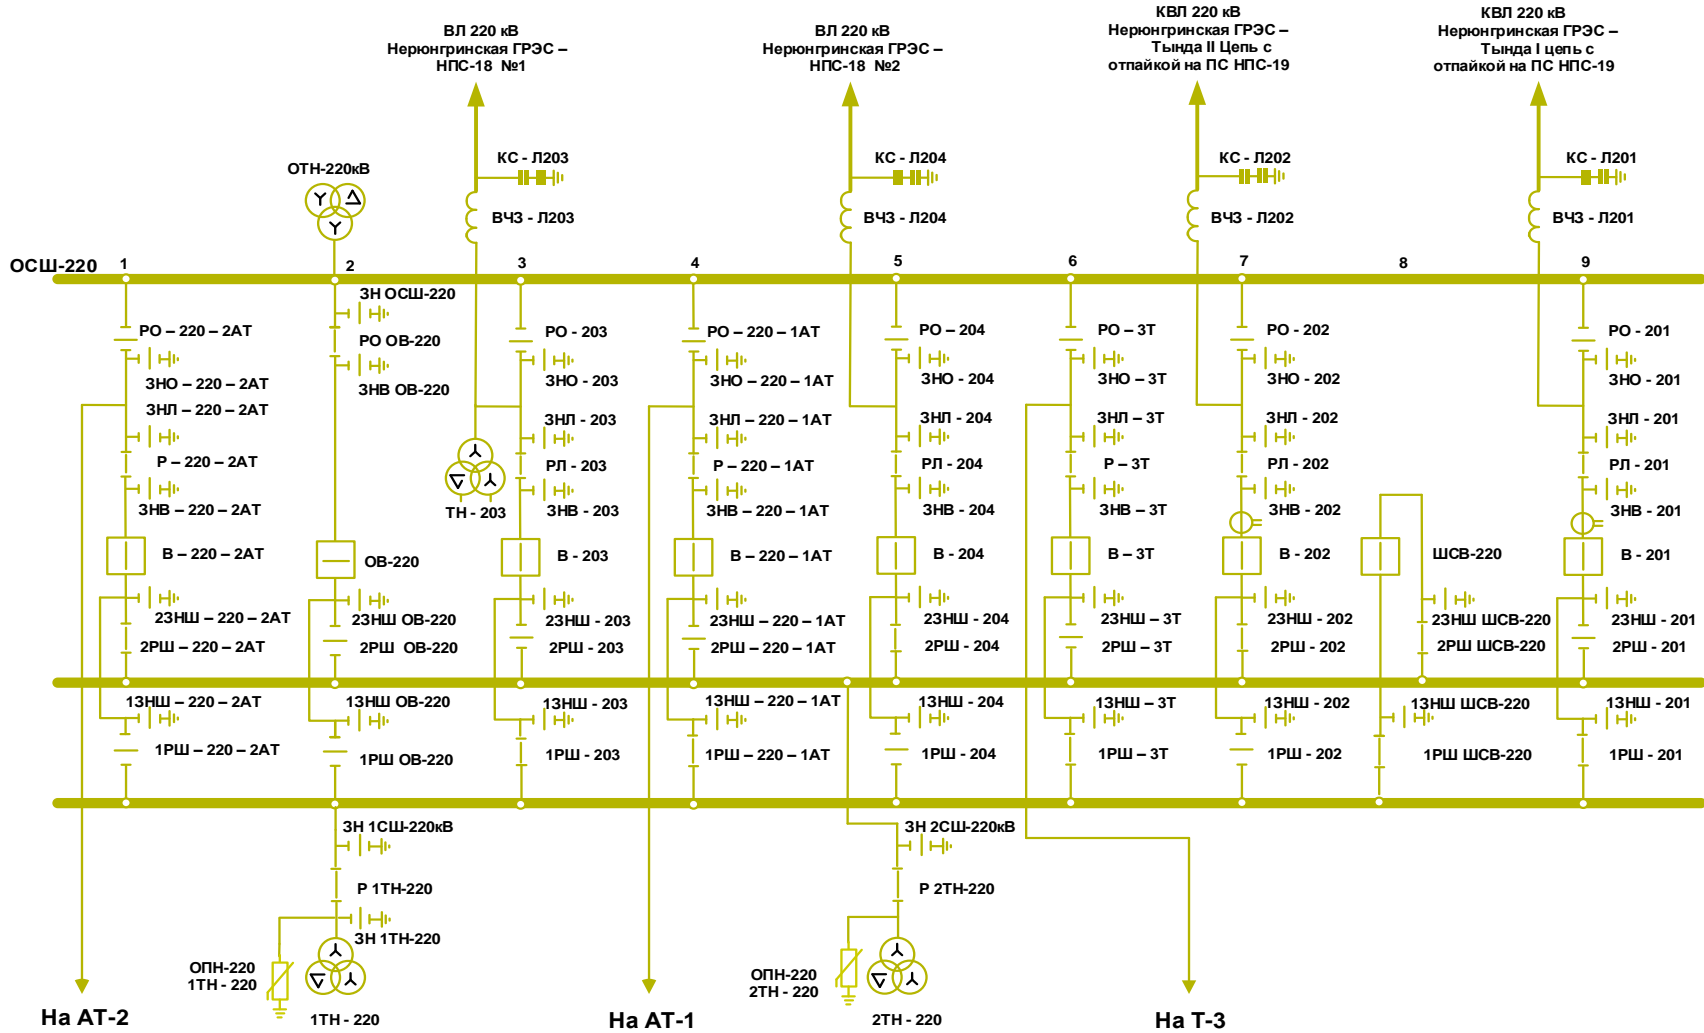 ВЛ 220 кВ
Нерюнгринская ГРЭС –
НПС-18 №1
ВЛ 220 кВ
Нерюнгринская ГРЭС –
НПС-18 №2
КВЛ 220 кВ
Нерюнгринская ГРЭС –
Тында II Цепь с
отпайкой на ПС НПС-19
КВЛ 220 кВ
Нерюнгринская ГРЭС –
Тында I цепь с
отпайкой на ПС НПС-19
ОТН-220кВ
КС - Л203
КС - Л204
КС - Л202
КС - Л201
ВЧЗ - Л203
ВЧЗ - Л204
ВЧЗ - Л202
ВЧЗ - Л201
ОСШ-220
1
2
3
4
5
6
7
8
9
ЗН ОСШ-220
РО – 220 – 2АТ
РО ОВ-220
РО - 203
РО – 220 – 1АТ
РО – 204
РО – 3Т
РО - 202
РО - 201
ЗНО – 220 – 2АТ
ЗНВ ОВ-220
ЗНО - 203
ЗНО – 220 – 1АТ
ЗНО - 204
ЗНО – 3Т
ЗНО - 202
ЗНО - 201
ЗНЛ – 220 – 2АТ
ЗНЛ - 203
ЗНЛ – 220 – 1АТ
ЗНЛ - 204
ЗНЛ – 3Т
ЗНЛ - 202
ЗНЛ - 201
Р – 220 – 2АТ
РЛ - 203
Р – 220 – 1АТ
РЛ - 204
Р – 3Т
РЛ - 202
РЛ - 201
ЗНВ – 220 – 2АТ
ТН - 203
ЗНВ - 203
ЗНВ – 220 – 1АТ
ЗНВ - 204
ЗНВ – 3Т
ЗНВ - 202
ЗНВ - 201
В – 220 – 2АТ
ОВ-220
В - 203
В – 220 – 1АТ
В - 204
В – 3Т
В - 202
ШСВ-220
В - 201
2ЗНШ – 220 – 2АТ
2ЗНШ ОВ-220
2ЗНШ - 203
2ЗНШ – 220 – 1АТ
2ЗНШ - 204
2ЗНШ – 3Т
2ЗНШ - 202
2ЗНШ ШСВ-220
2ЗНШ - 201
2РШ – 220 – 2АТ
2РШ ОВ-220
2РШ - 203
2РШ – 220 – 1АТ
2РШ - 204
2РШ – 3Т
2РШ - 202
2РШ ШСВ-220
2РШ - 201
1ЗНШ – 220 – 2АТ
1ЗНШ ОВ-220
1ЗНШ - 203
1ЗНШ – 220 – 1АТ
1ЗНШ - 204
1ЗНШ – 3Т
1ЗНШ - 202
1ЗНШ ШСВ-220
1ЗНШ - 201
1РШ – 220 – 2АТ
1РШ ОВ-220
1РШ - 203
1РШ – 220 – 1АТ
1РШ - 204
1РШ – 3Т
1РШ - 202
1РШ ШСВ-220
1РШ - 201
ЗН 1СШ-220кВ
ЗН 2СШ-220кВ
Р 1ТН-220
Р 2ТН-220
ЗН 1ТН-220
ОПН-220
1ТН - 220
ОПН-220
2ТН - 220
На АТ-2
1ТН - 220
На АТ-1
2ТН - 220
На Т-3